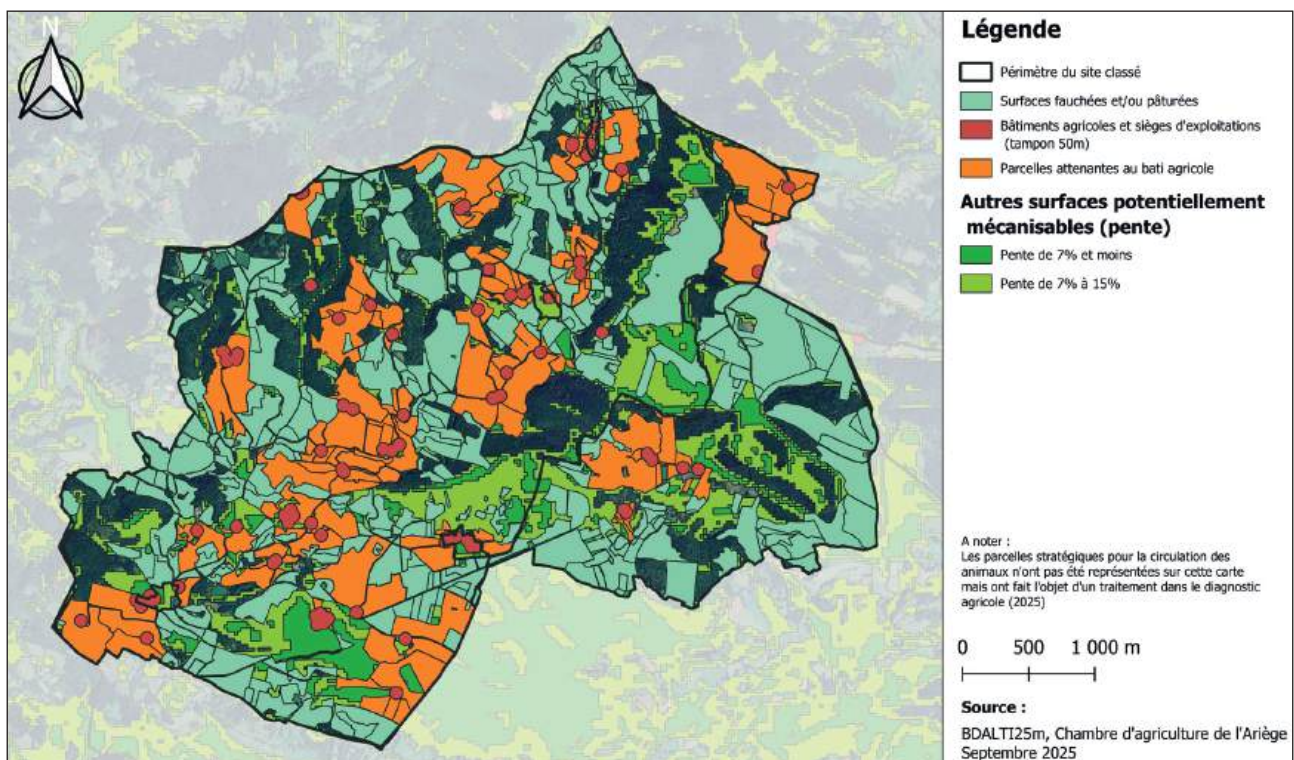 N
Légende
Périmètre du site classé
Surfaces fauchées et/ou pâturées
Bâtiments agricoles et sièges d'exploitations
(tampon 50m)
Parcelles attenantes au bati agricole
Autres surfaces potentiellement
mécanisables (pente)
Pente de 7% et moins
Pente de 7% à 15%
A noter :
Les parcelles stratégiques pour la circulation des
animaux n'ont pas été représentées sur cette carte
mais ont fait l'objet d'un traitement dans le diagnostic
agricole (2025)
0 500 1 000 m
Source :
BDALTI25m, Chambre d'agriculture de l'Ariège
Septembre 2025